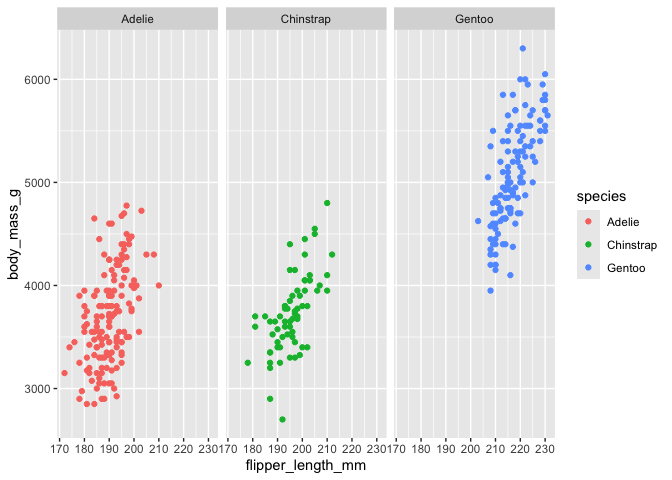 Adelie Chinstrap Gentoo
6000
5000
4000
3000
body_mass_g
170 180 190 200 210 220 230 170 180 190 200 210 220 230 170 180 190 200 210 220 230
flipper_length_mm
species
Adelie
Chinstrap
Gentoo